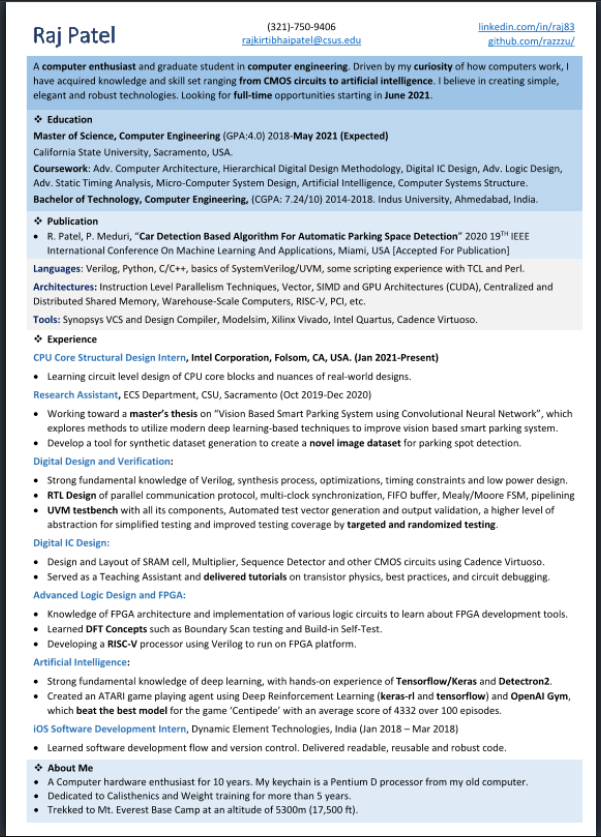 Raj Patel
(321)-750-9406
rajkirtibhaipatel@csus.edu
linkedin.com/in/raj83
github.com/razzzu/
A computer enthusiast and graduate student in computer engineering. Driven by my curiosity of how computers work, I
have acquired knowledge and skill set ranging from CMOS circuits to artificial intelligence. I believe in creating simple,
elegant and robust technologies. Looking for full-time opportunities starting in June 2021.
❖ Education
Master of Science, Computer Engineering (GPA:4.0) 2018-May 2021 (Expected)
California State University, Sacramento, USA.
Coursework: Adv. Computer Architecture, Hierarchical Digital Design Methodology, Digital IC Design, Adv. Logic Design,
Adv. Static Timing Analysis, Micro-Computer System Design, Artificial Intelligence, Computer Systems Structure.
Bachelor of Technology, Computer Engineering, (CGPA: 7.24/10) 2014-2018. Indus University, Ahmedabad, India.
❖ Publication
• R. Patel, P. Meduri, “Car Detection Based Algorithm For Automatic Parking Space Detection” 2020 19TH IEEE
International Conference On Machine Learning And Applications, Miami, USA [Accepted For Publication]
Languages: Verilog, Python, C/C++, basics of SystemVerilog/UVM, some scripting experience with TCL and Perl.
Architectures: Instruction Level Parallelism Techniques, Vector, SIMD and GPU Architectures (CUDA), Centralized and
Distributed Shared Memory, Warehouse-Scale Computers, RISC-V, PCI, etc.
Tools: Synopsys VCS and Design Compiler, Modelsim, Xilinx Vivado, Intel Quartus, Cadence Virtuoso.
❖ Experience
CPU Core Structural Design Intern, Intel Corporation, Folsom, CA, USA. (Jan 2021-Present)
• Learning circuit level design of CPU core blocks and nuances of real-world designs.
Research Assistant, ECS Department, CSU, Sacramento (Oct 2019-Dec 2020)
• Working toward a master’s thesis on “Vision Based Smart Parking System using Convolutional Neural Network”, which
explores methods to utilize modern deep learning-based techniques to improve vision based smart parking system.
• Develop a tool for synthetic dataset generation to create a novel image dataset for parking spot detection.
Digital Design and Verification:
• Strong fundamental knowledge of Verilog, synthesis process, optimizations, timing constraints and low power design.
• RTL Design of parallel communication protocol, multi-clock synchronization, FIFO buffer, Mealy/Moore FSM, pipelining
• UVM testbench with all its components, Automated test vector generation and output validation, a higher level of
abstraction for simplified testing and improved testing coverage by targeted and randomized testing.
Digital IC Design:
• Design and Layout of SRAM cell, Multiplier, Sequence Detector and other CMOS circuits using Cadence Virtuoso.
• Served as a Teaching Assistant and delivered tutorials on transistor physics, best practices, and circuit debugging.
Advanced Logic Design and FPGA:
• Knowledge of FPGA architecture and implementation of various logic circuits to learn about FPGA development tools.
• Learned DFT Concepts such as Boundary Scan testing and Build-in Self-Test.
• Developing a RISC-V processor using Verilog to run on FPGA platform.
Artificial Intelligence:
• Strong fundamental knowledge of deep learning, with hands-on experience of Tensorflow/Keras and Detectron2.
• Created an ATARI game playing agent using Deep Reinforcement Learning (keras-rl and tensorflow) and OpenAI Gym,
which beat the best model for the game ‘Centipede’ with an average score of 4332 over 100 episodes.
iOS Software Development Intern, Dynamic Element Technologies, India (Jan 2018 – Mar 2018)
• Learned software development flow and version control. Delivered readable, reusable and robust code.
❖ About Me
• A Computer hardware enthusiast for 10 years. My keychain is a Pentium D processor from my old computer.
• Dedicated to Calisthenics and Weight training for more than 5 years.
• Trekked to Mt. Everest Base Camp at an altitude of 5300m (17,500 ft).